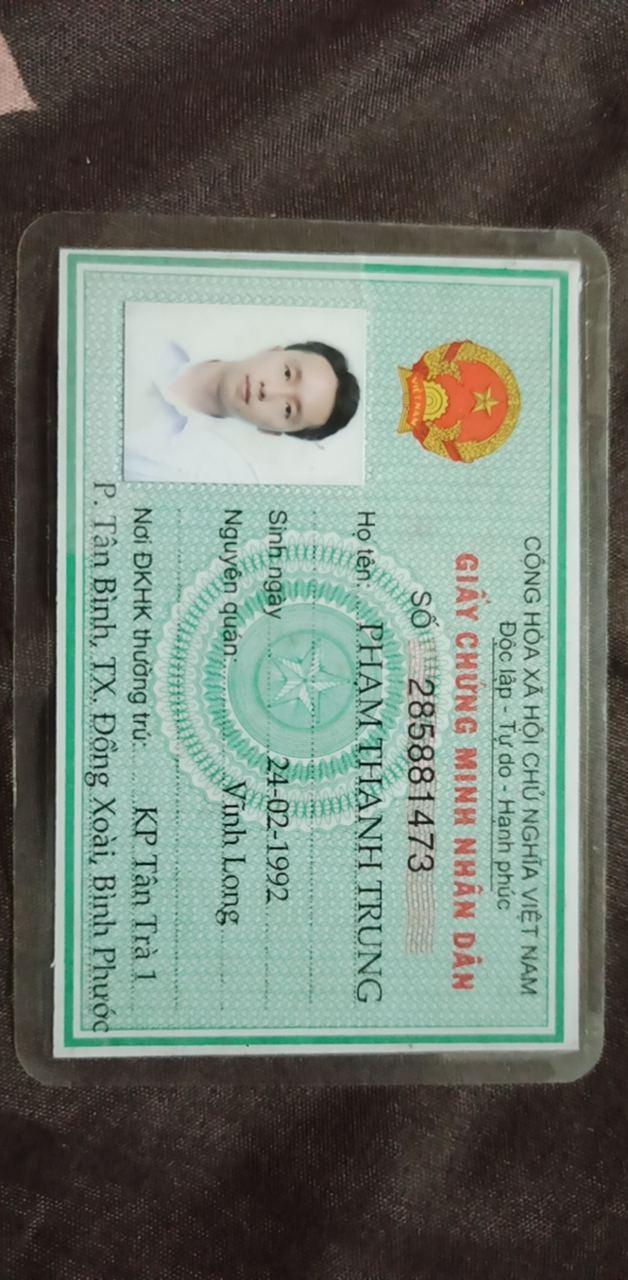 CỘNG HÒA XÃ HỘI CHỦ NGHĨA VIỆT NAM
Độc lập - Tự do - Hạnh phúc
GIẤY CHỨNG MINH NHÂN DÂN
SỐ 285881473
Họ tên: PHẠM THÀNH TRUNG
Sinh ngày 24-02-1992
Nguyên quán: Vĩnh Long
Nơi ĐKHK thường trú: KP Tân Trà 1
P. Tân Bình, TX. Đồng Xoài, Bình Phước
VIỆT NAM